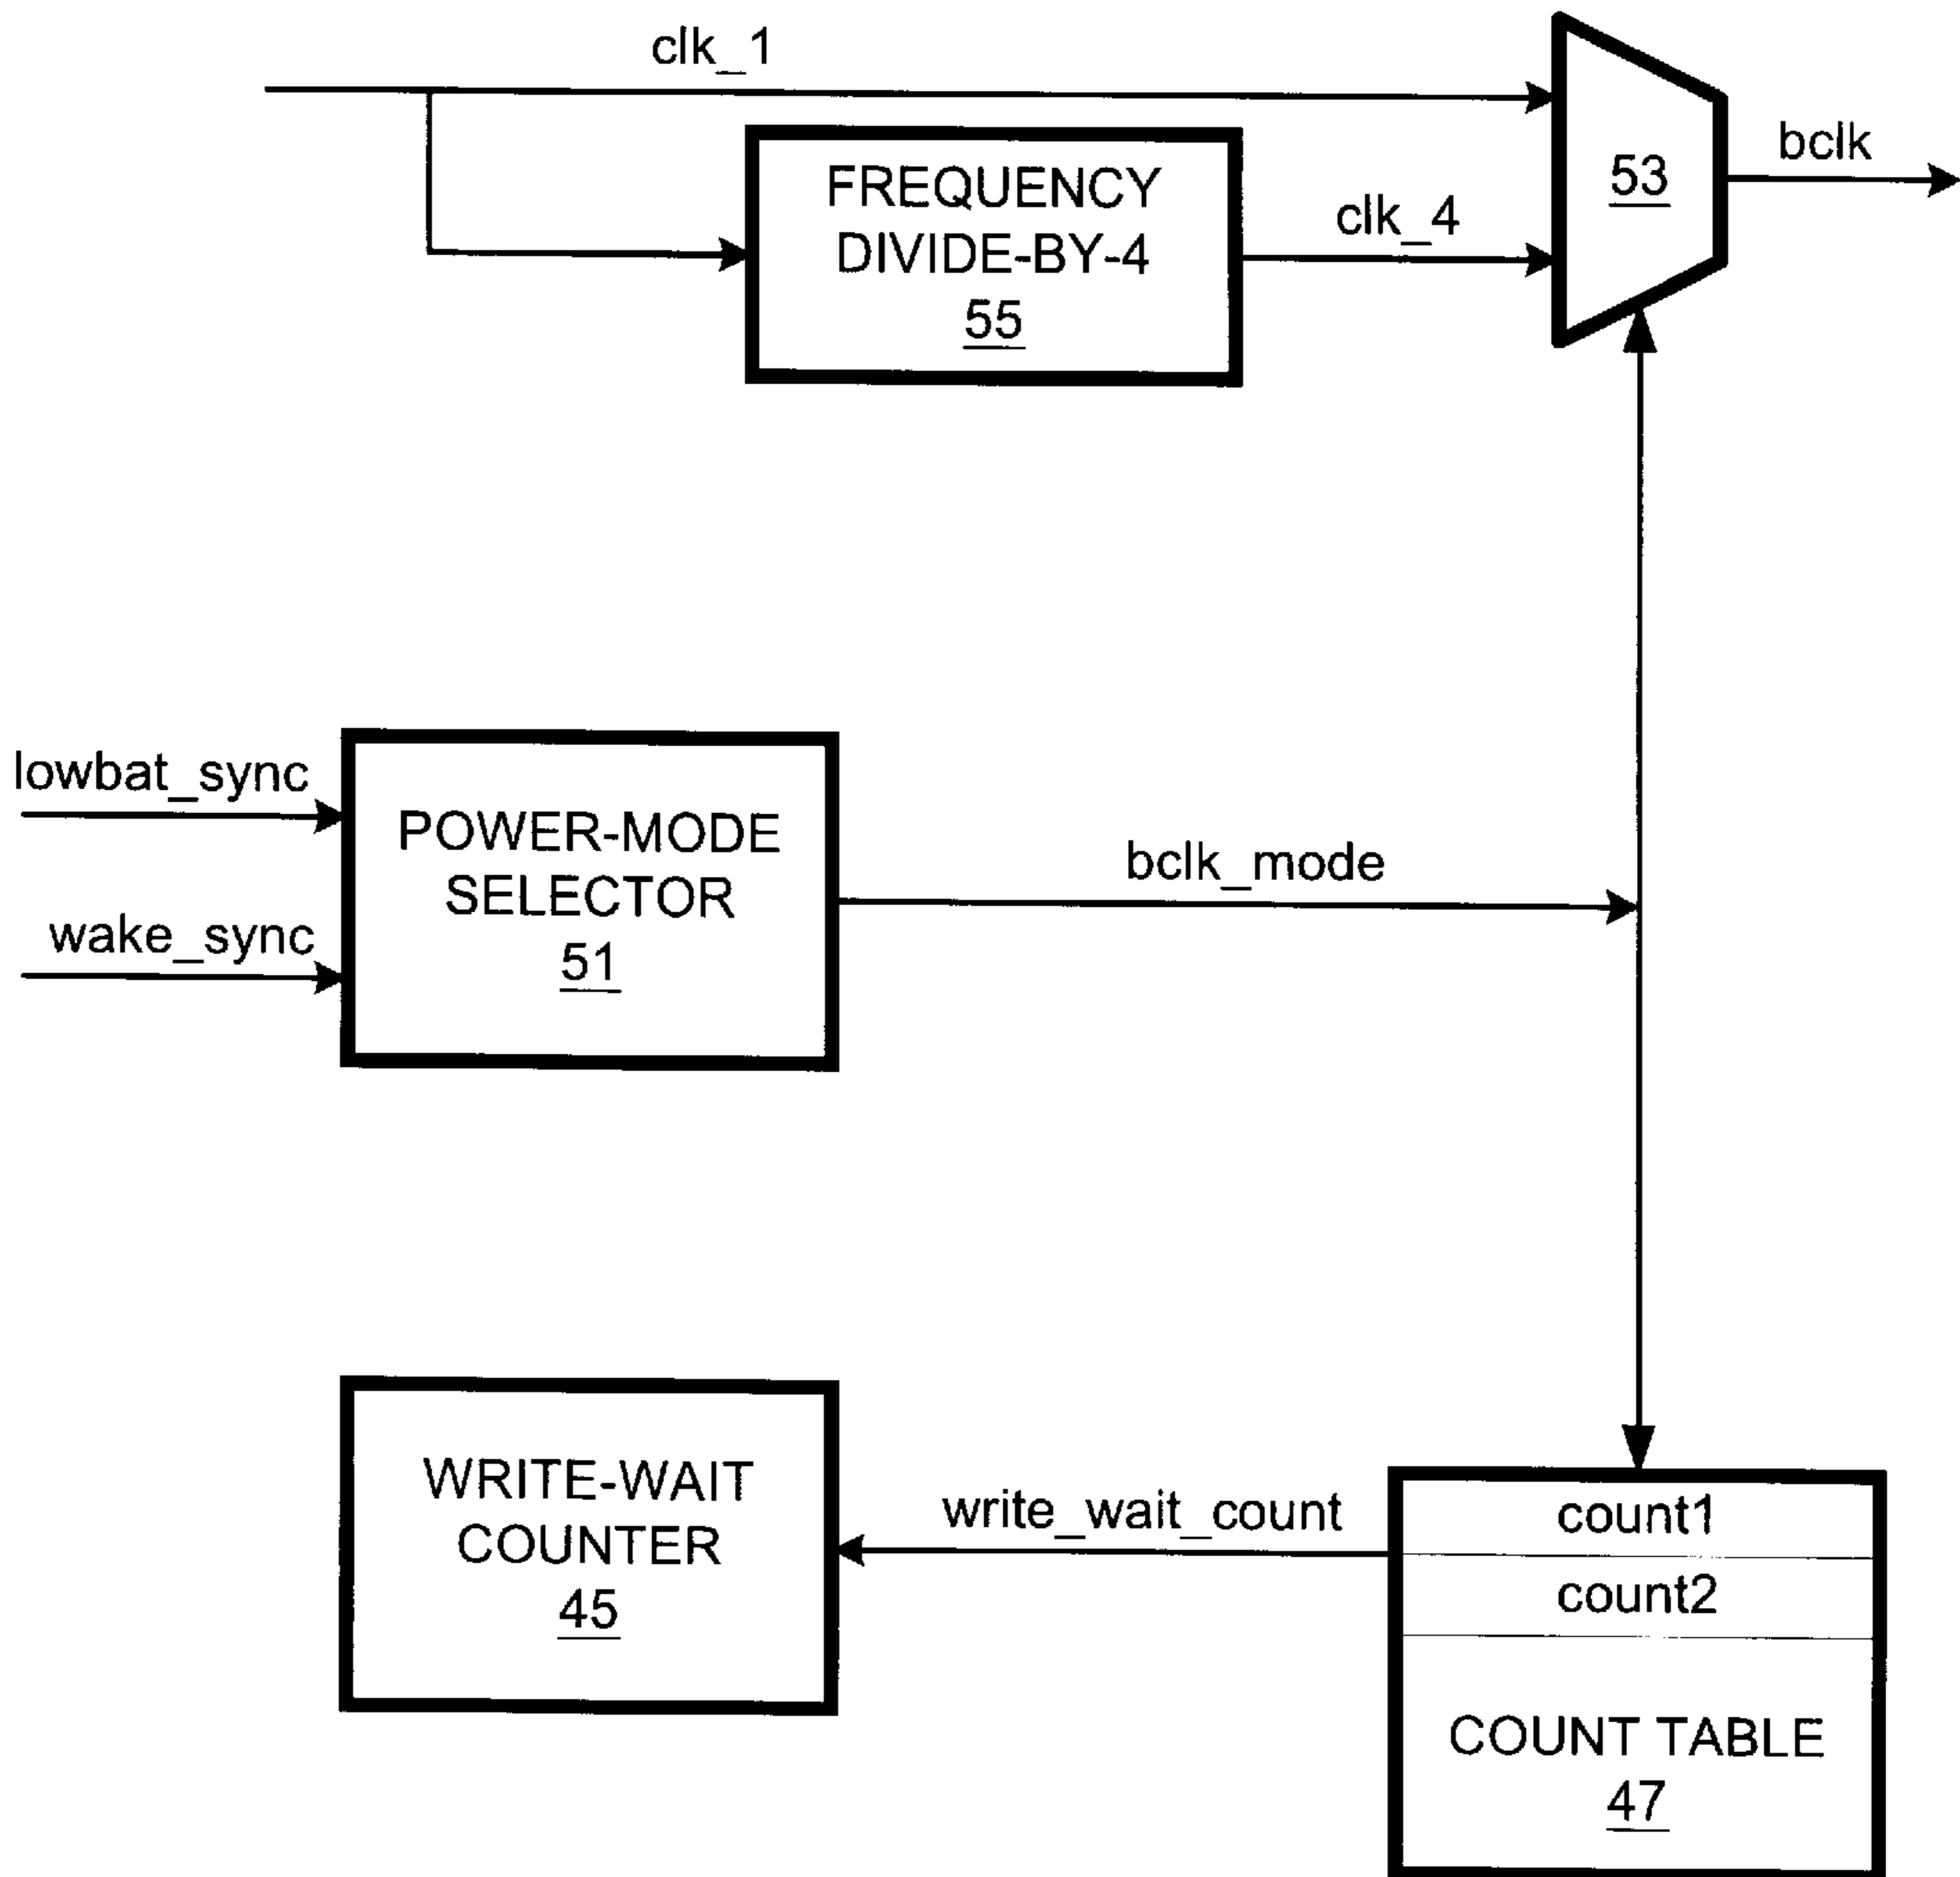 clk_1
FREQUENCY
DIVIDE-BY-4
55
clk_4
53
bclk
lowbat_sync
wake_sync
POWER-MODE
SELECTOR
51
bclk_mode
WRITE-WAIT
COUNTER
45
write_wait_count
count1
count2
COUNT TABLE
47